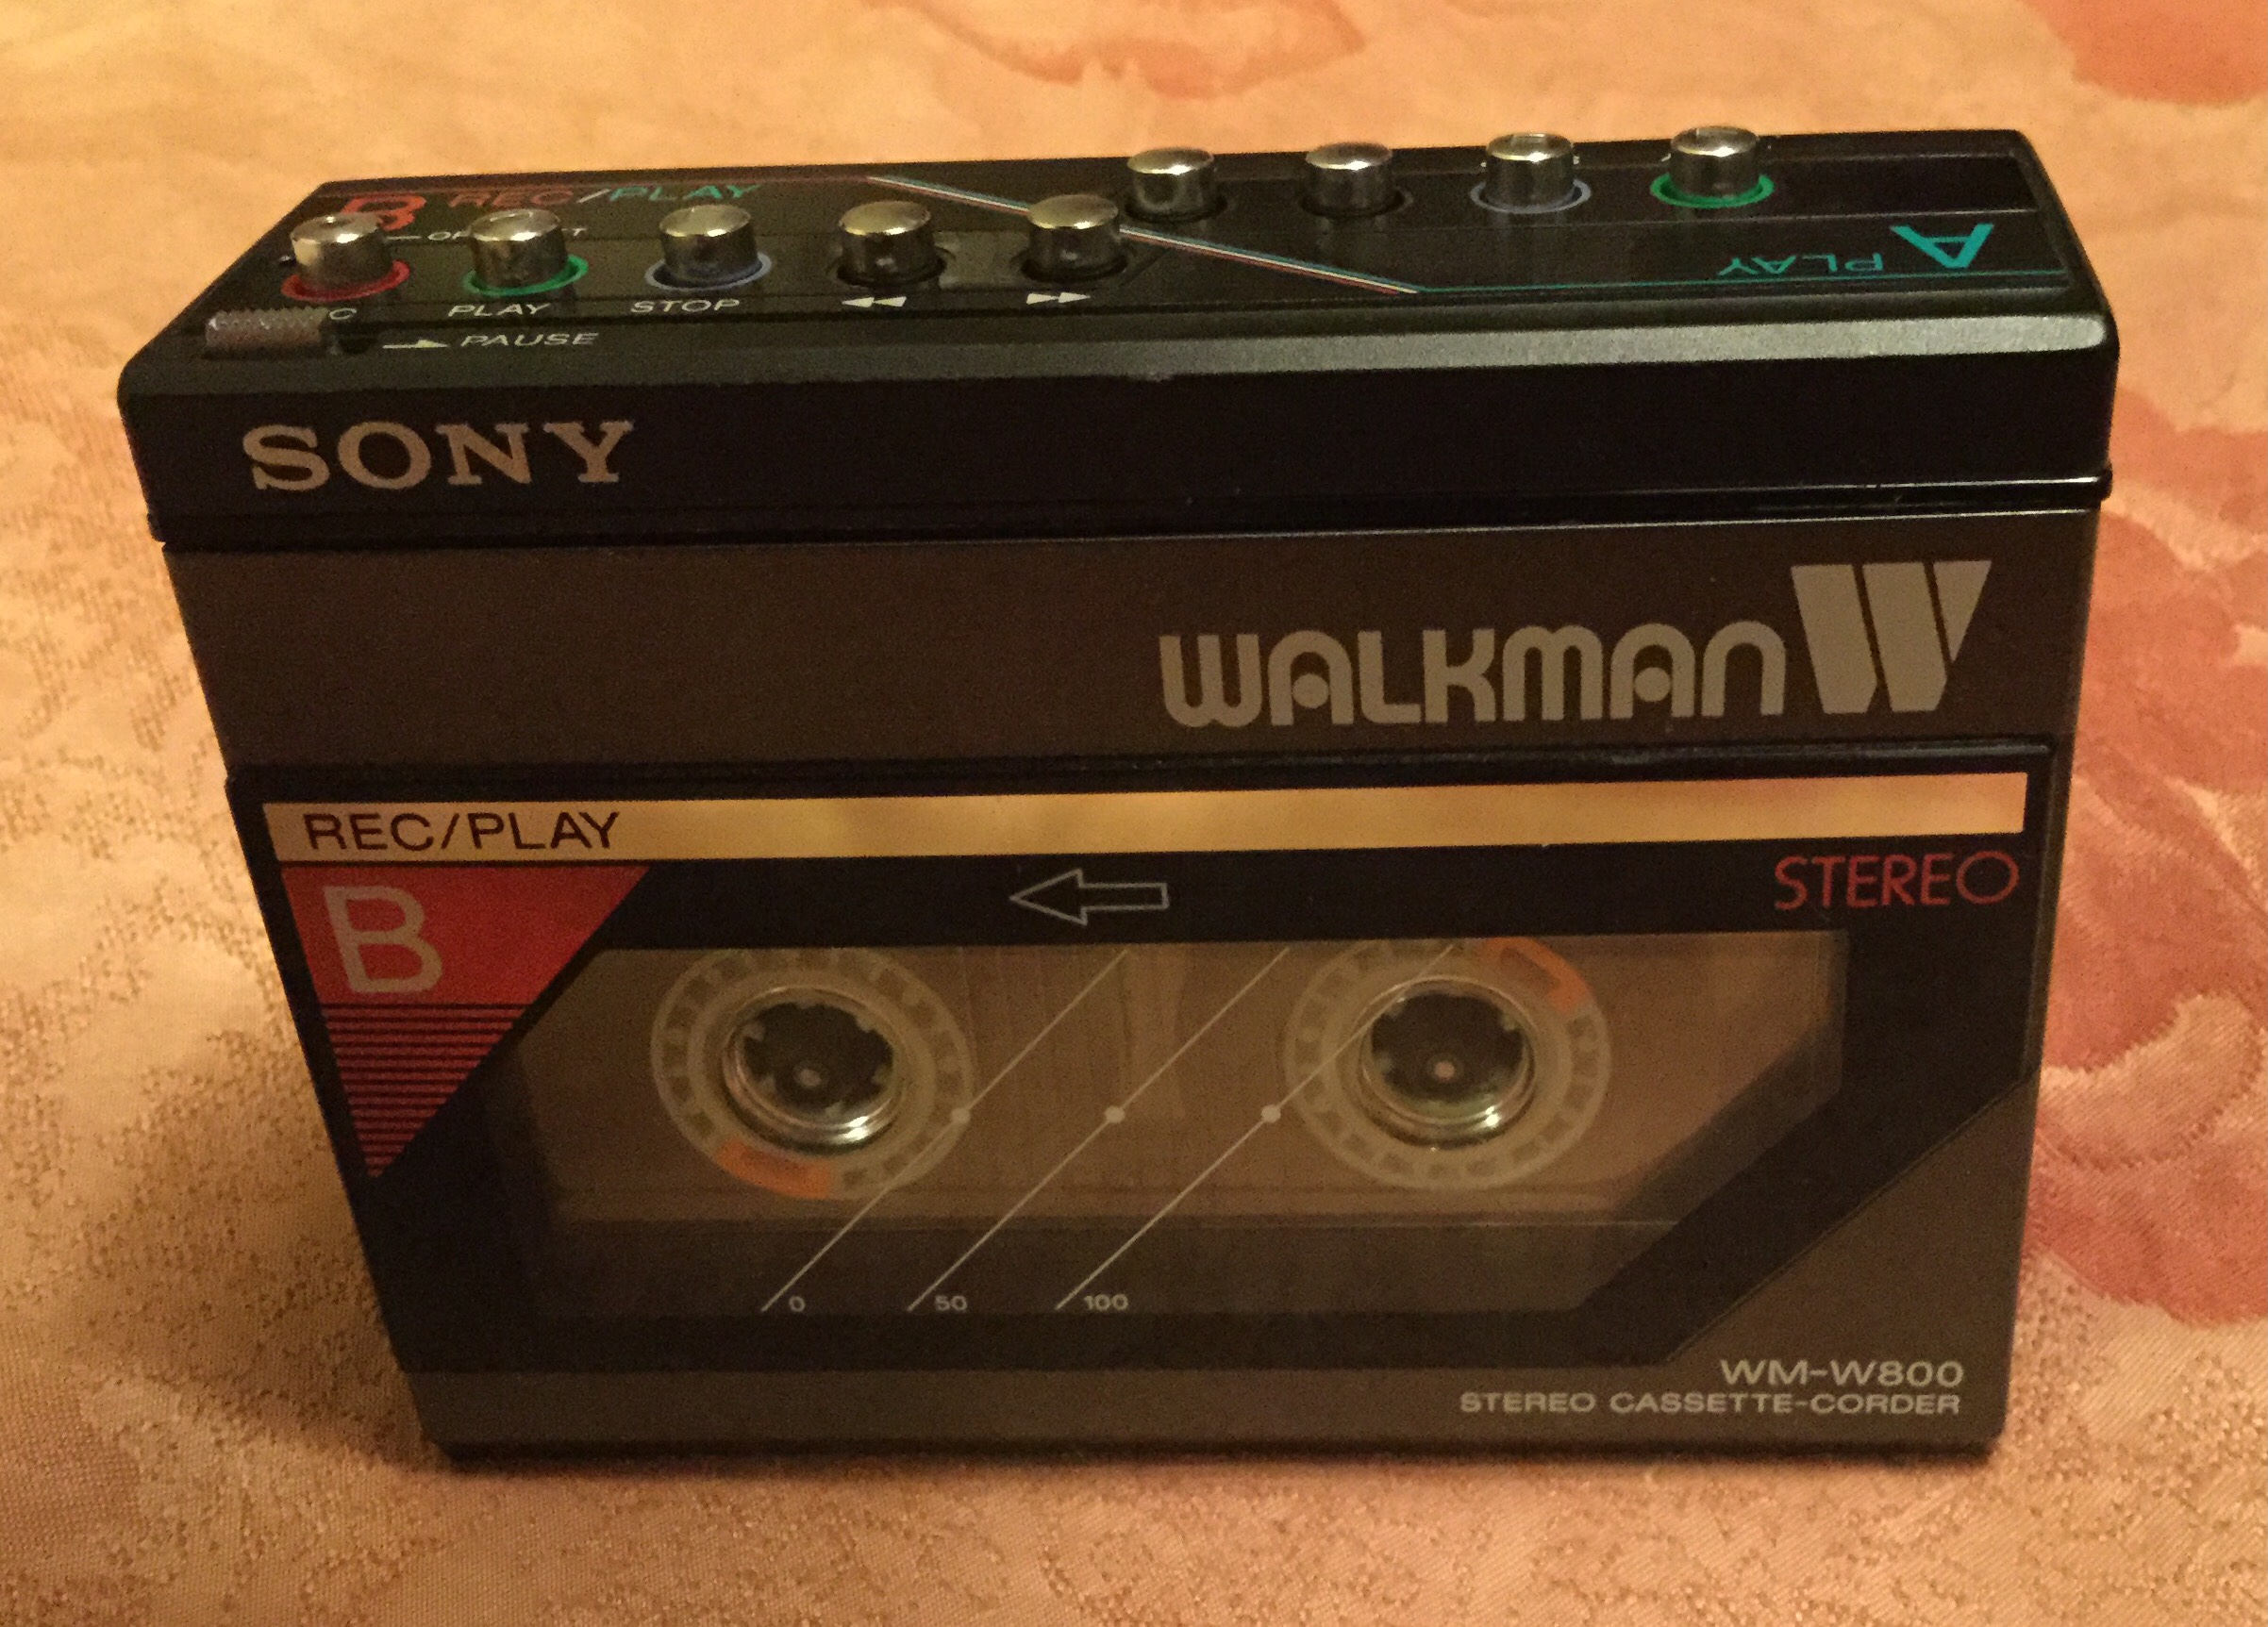 B REC/PLAY
PLAY STOP
PAUSE
A PLAY
SONY
WALKMAN W
REC/PLAY
B
STEREO
0 50 100
WM-W800
STEREO CASSETTE-CORDER